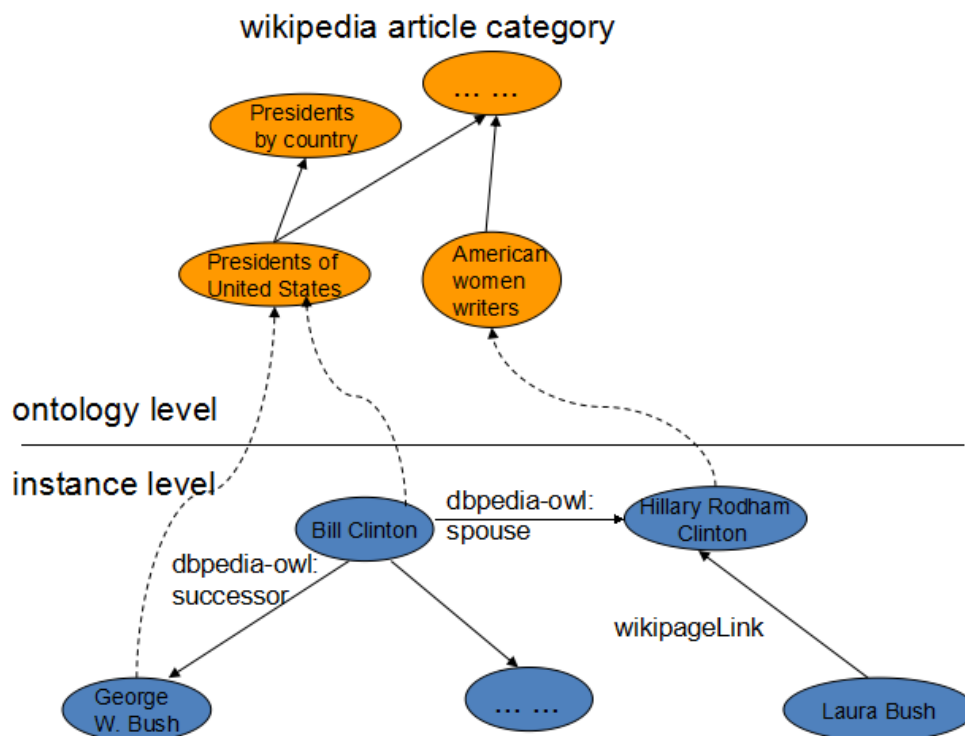 wikipedia article category
... ...
Presidents
by country
Presidents of
United States
American
women
writers
ontology level
instance level
Bill Clinton
dbpedia-owl:
spouse
Hillary Rodham
Clinton
dbpedia-owl:
successor
wikipageLink
George
W. Bush
... ...
Laura Bush